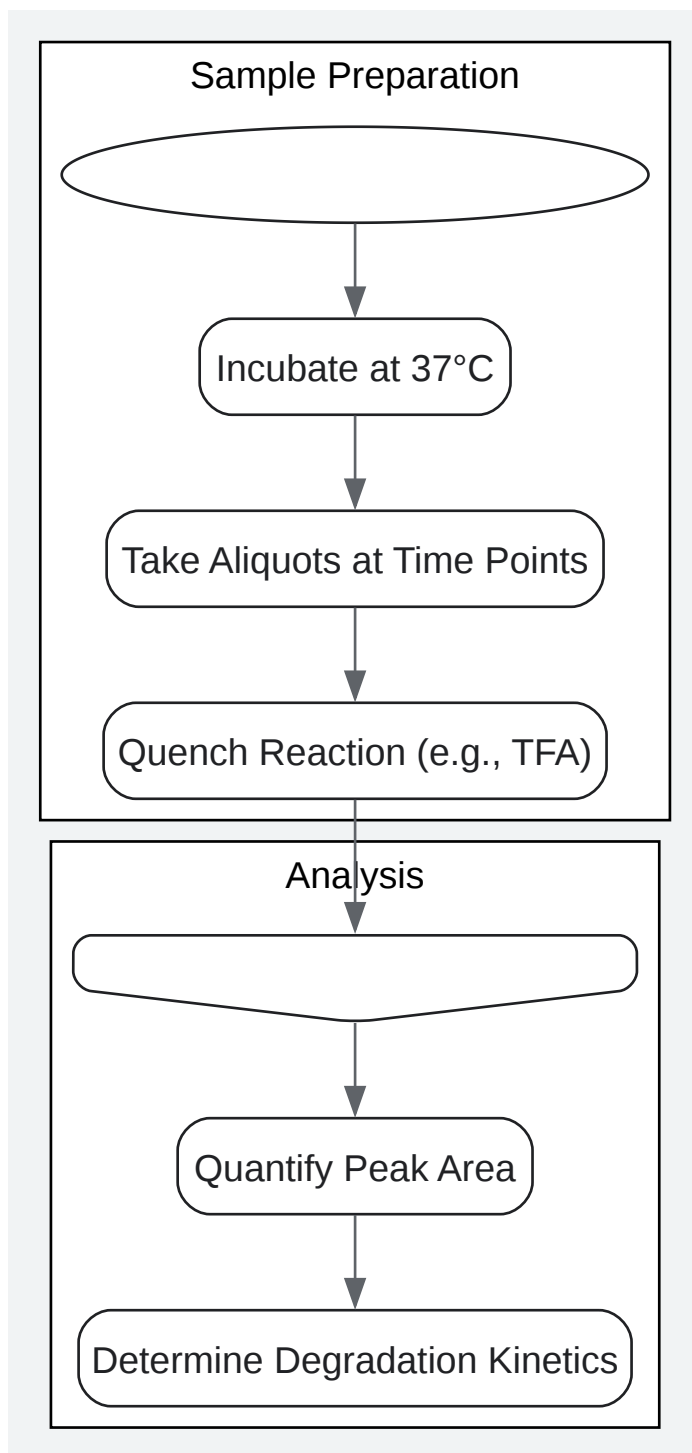 Sample Preparation
Incubate at 37°C
Take Aliquots at Time Points
Quench Reaction (e.g., TFA)
Analysis
Quantify Peak Area
Determine Degradation Kinetics